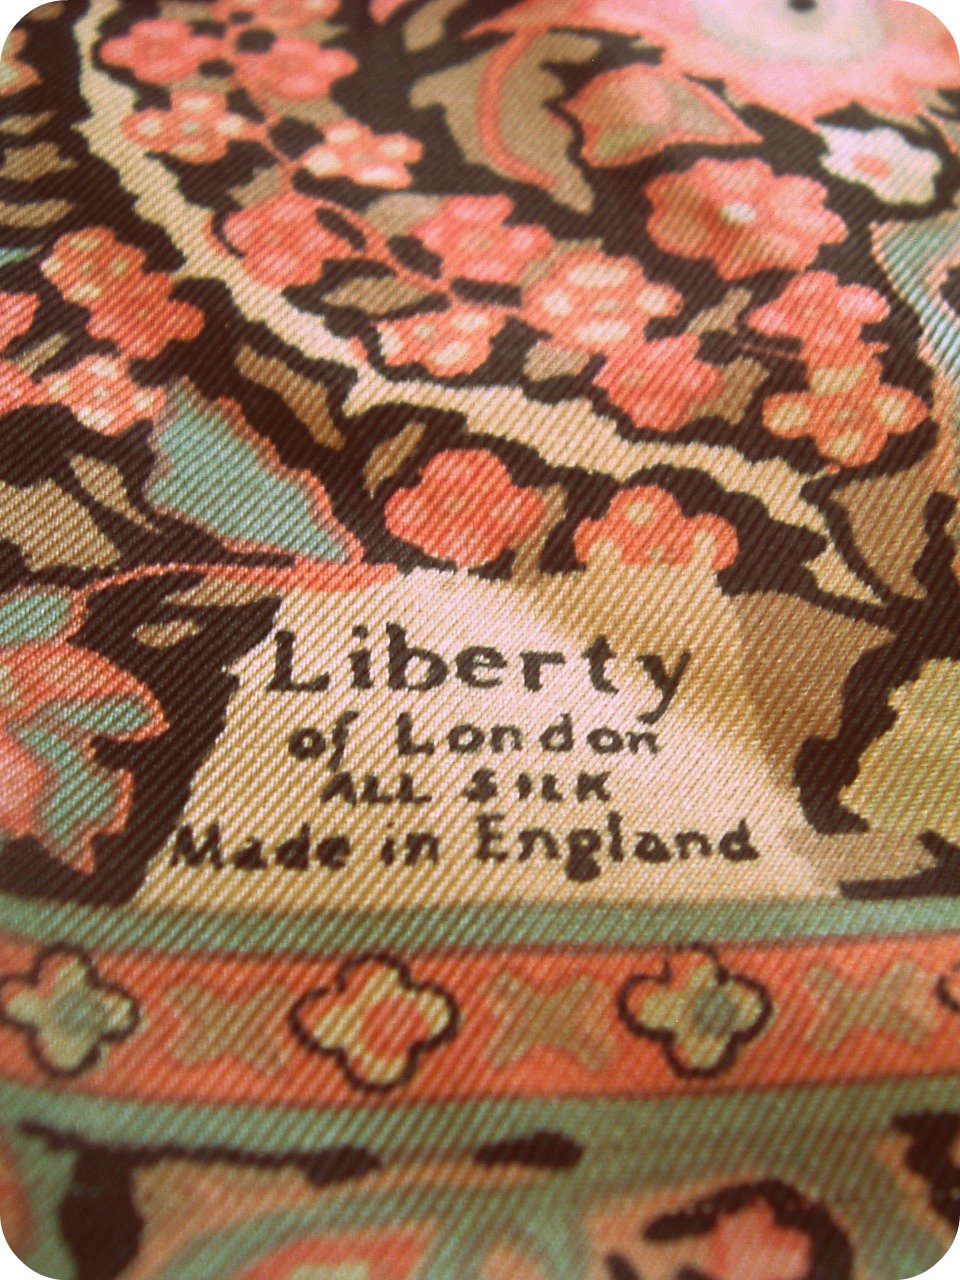 Liberty
of London
ALL SILK
Made in England